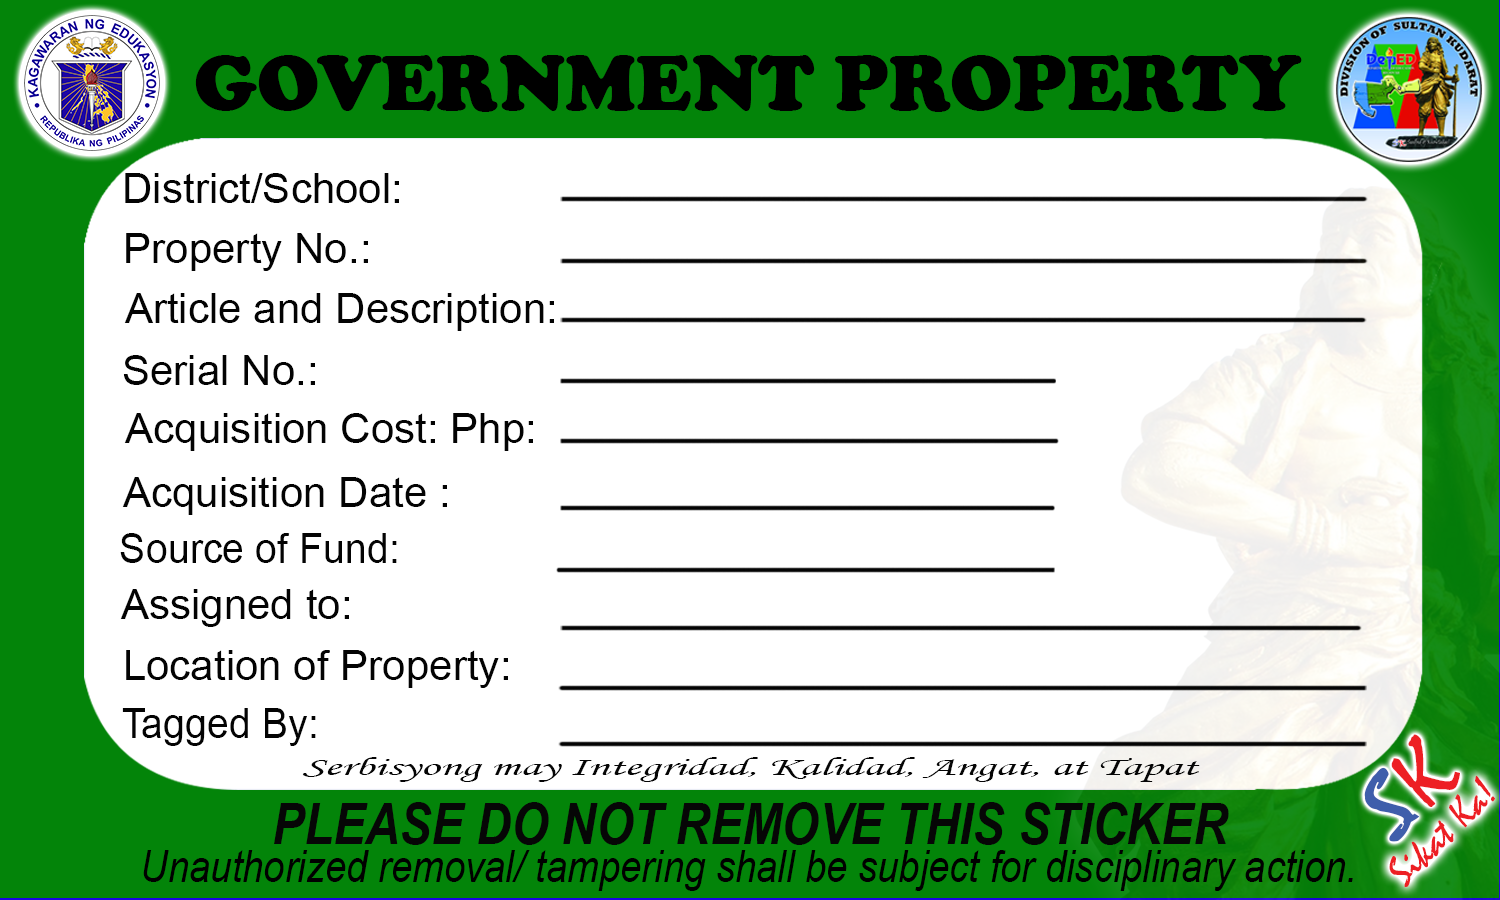 KAGAWARAN NG EDUKASYON
REPUBLIKA NG PILIPINAS
GOVERNMENT PROPERTY
DIVISION OF SULTAN KUDARAT
DepED
District/School:
Property No.:
Article and Description:
Serial No.:
Acquisition Cost: Php:
Acquisition Date :
Source of Fund:
Assigned to:
Location of Property:
Tagged By:
Serbisyong may Integridad, Kalidad, Angat, at Tapat
SK
Sikat Ka!
PLEASE DO NOT REMOVE THIS STICKER
Unauthorized removal/ tampering shall be subject for disciplinary action.